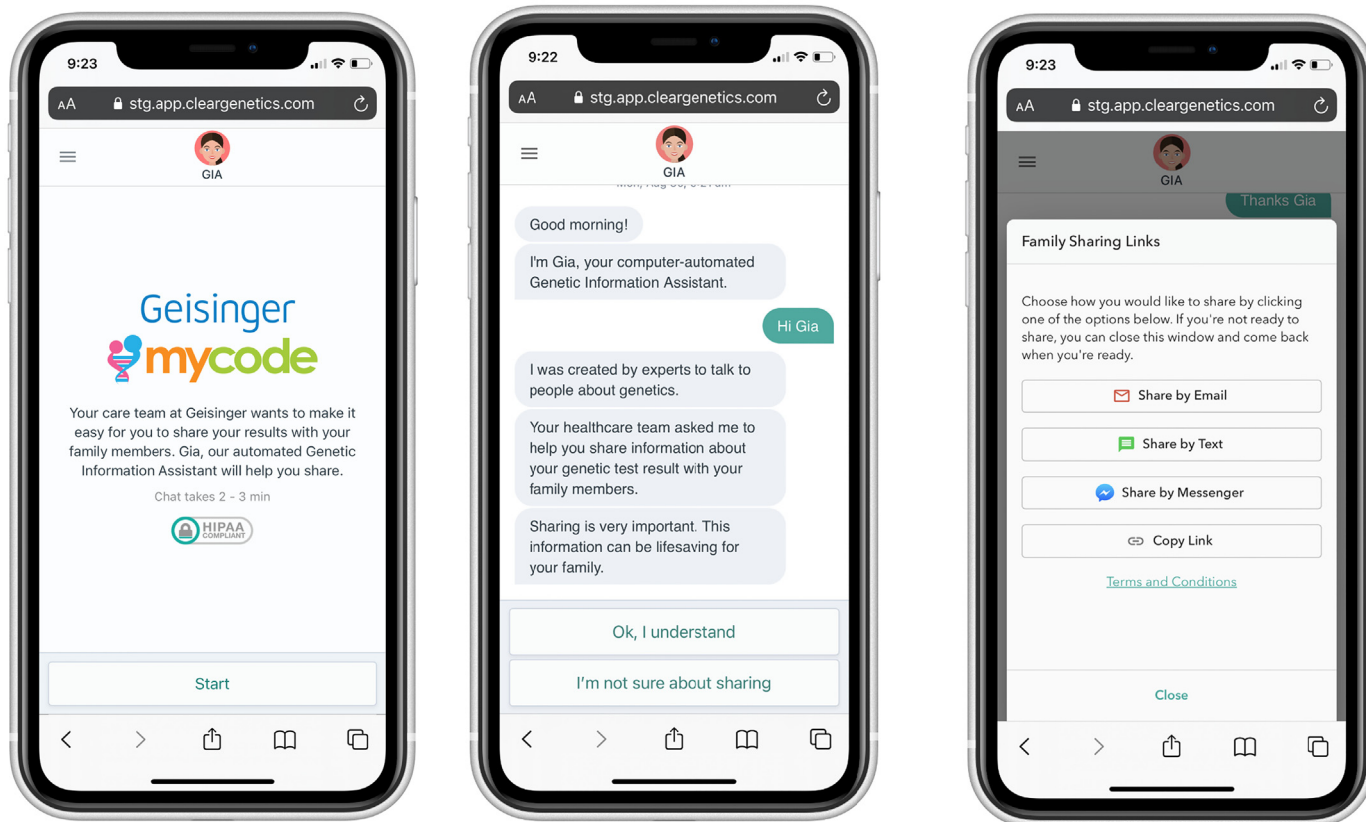 9:23
AA stg.app.cleargenetics.com
GIA
Geisinger
mycode
Your care team at Geisinger wants to make it
easy for you to share your results with your
family members. Gia, our automated Genetic
Information Assistant will help you share.
Chat takes 2 - 3 min
HIPAA
COMPLIANT
Start
9:22
AA stg.app.cleargenetics.com
GIA
Good morning!
I'm Gia, your computer-automated
Genetic Information Assistant.
Hi Gia
I was created by experts to talk to
people about genetics.
Your healthcare team asked me to
help you share information about
your genetic test result with your
family members.
Sharing is very important. This
information can be lifesaving for
your family.
Ok, I understand
I'm not sure about sharing
9:23
AA stg.app.cleargenetics.com
GIA
Thanks Gia
Family Sharing Links
Choose how you would like to share by clicking
one of the options below. If you're not ready to
share, you can close this window and come back
when you're ready.
Share by Email
Share by Text
Share by Messenger
Copy Link
Terms and Conditions
Close